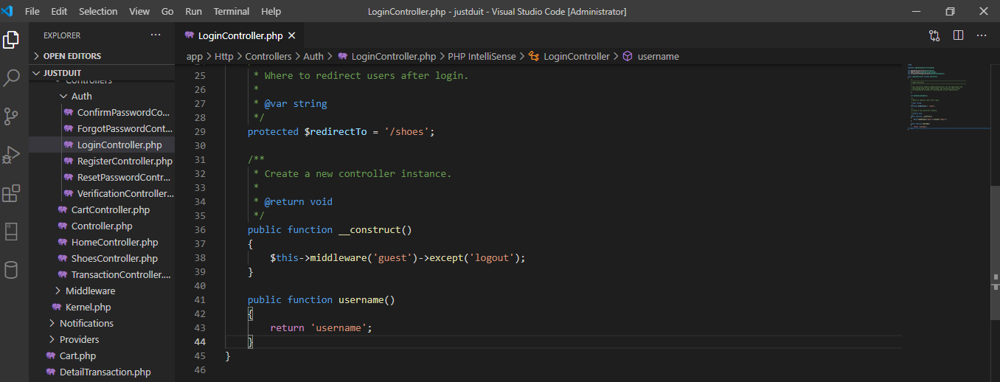 File Edit Selection View Go Run Terminal Help LoginController.php - justduit - Visual Studio Code [Administrator]
EXPLORER
OPEN EDITORS
JUSTDUIT
Controllers
Auth
ConfirmPasswordCo...
ForgotPasswordCont...
LoginController.php
RegisterController.php
ResetPasswordContr...
VerificationController...
CartController.php
Controller.php
HomeController.php
ShoesController.php
TransactionController....
Middleware
Kernel.php
Notifications
Providers
Cart.php
DetailTransaction.php
LoginController.php
app > Http > Controllers > Auth > LoginController.php > PHP IntelliSense > LoginController > username
25 * Where to redirect users after login.
26 *
27 * @var string
28 */
29 protected $redirectTo = '/shoes';
30
31 /**
32 * Create a new controller instance.
33 *
34 * @return void
35 */
36 public function __construct()
37 {
38 $this->middleware('guest')->except('logout');
39 }
40
41 public function username()
42 {
43 return 'username';
44 }
45 }
46